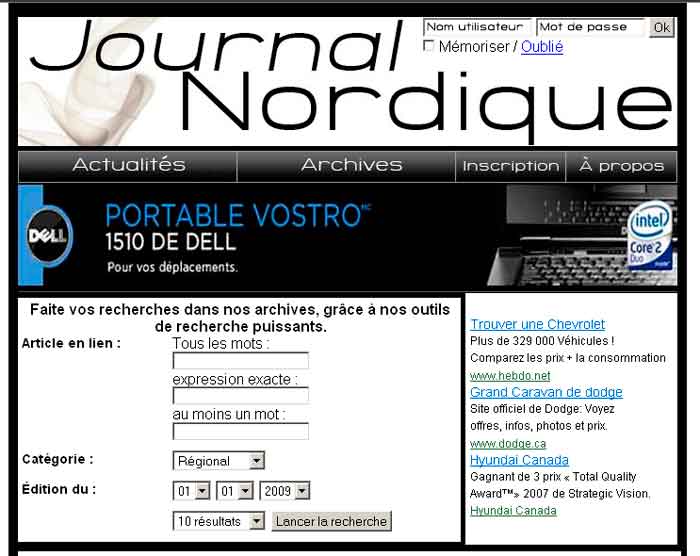 Journal
Nordique
Nom utilisateur Mot de passe Ok
Mémoriser / Oublié
Actualités Archives Inscription À propos
DELL
PORTABLE VOSTRO MC
1510 DE DELL
Pour vos déplacements.
intel
Core 2
Duo
inside
Faite vos recherches dans nos archives, grâce à nos outils
de recherche puissants.
Article en lien : Tous les mots :
expression exacte :
au moins un mot :
Catégorie : Régional
Édition du : 01 01 2009
10 résultats Lancer la recherche
Trouver une Chevrolet
Plus de 329 000 Véhicules !
Comparez les prix + la consommation
www.hebdo.net
Grand Caravan de dodge
Site officiel de Dodge: Voyez
offres, infos, photos et prix.
www.dodge.ca
Hyundai Canada
Gagnant de 3 prix « Total Quality
Award™» 2007 de Strategic Vision.
Hyundai Canada